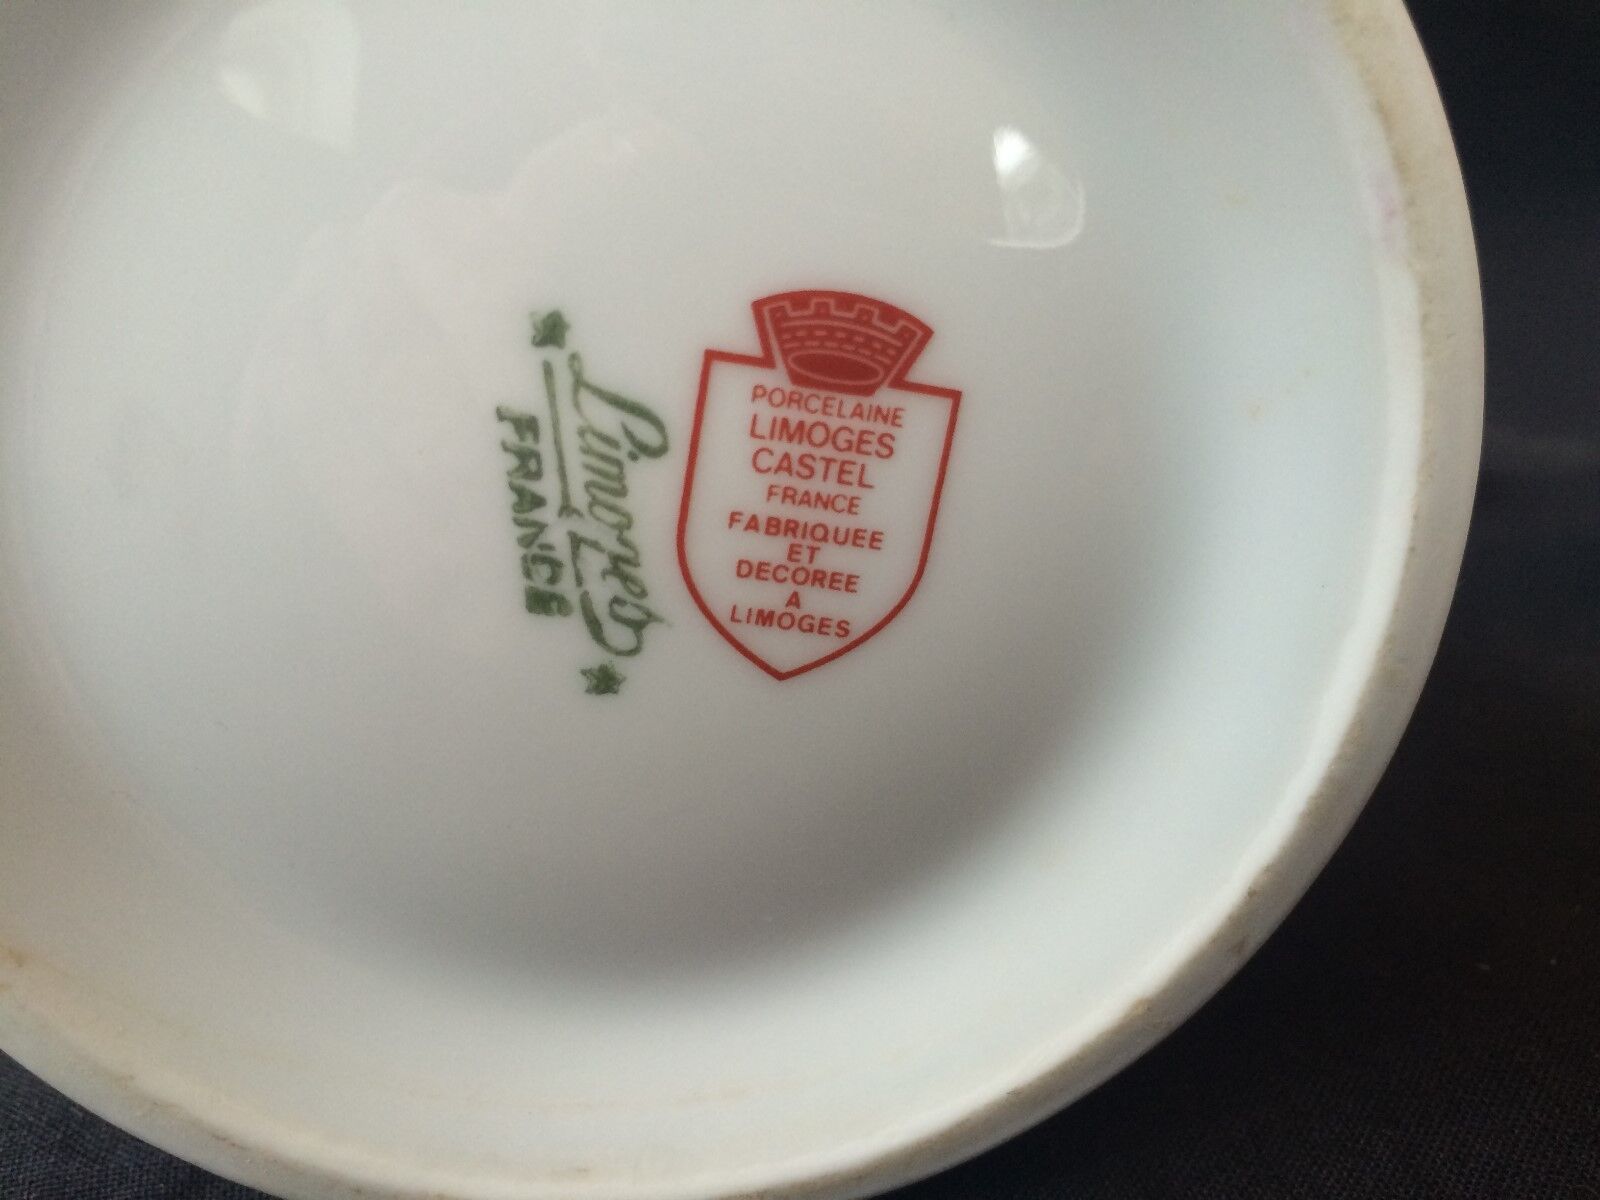 PORCELAINE
LIMOGES
CASTEL
FRANCE
FABRIQUEE
ET
DECOREE
A
LIMOGES
Limoges
FRANCE